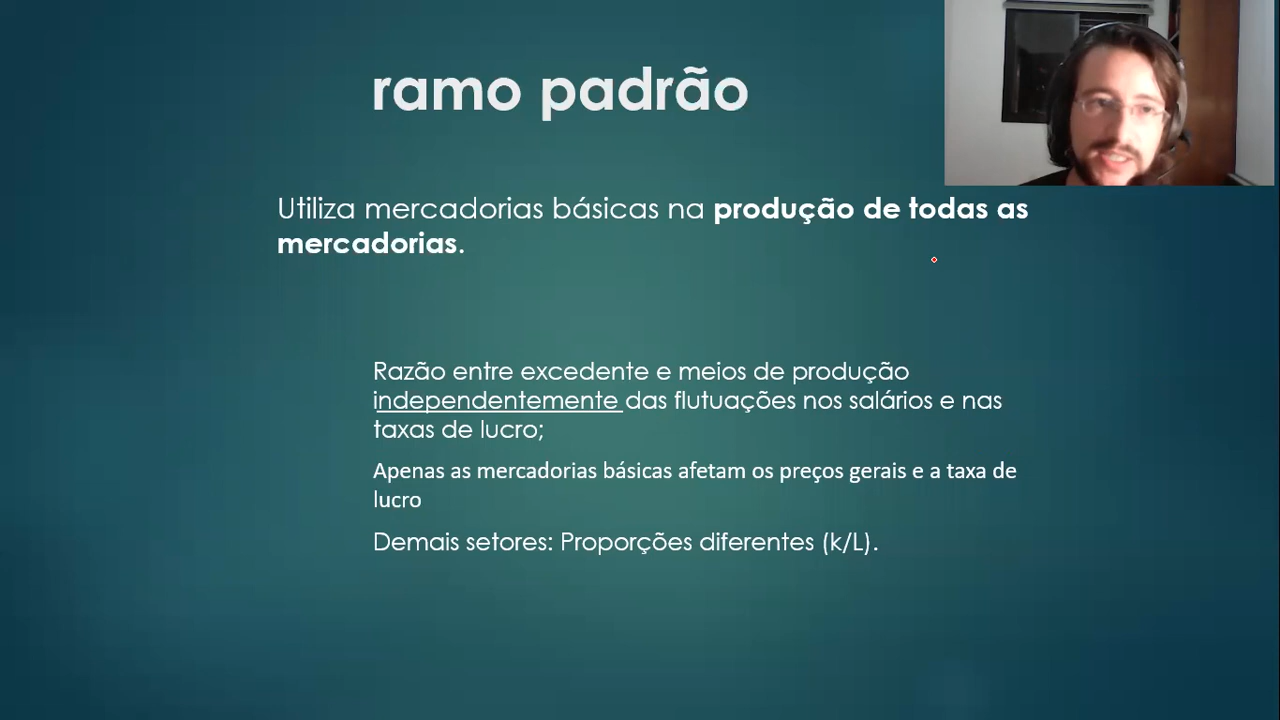 ramo padrão
Utiliza mercadorias básicas na produção de todas as
mercadorias.
Razão entre excedente e meios de produção
independentemente das flutuações nos salários e nas
taxas de lucro;
Apenas as mercadorias básicas afetam os preços gerais e a taxa de
lucro
Demais setores: Proporções diferentes (k/L).